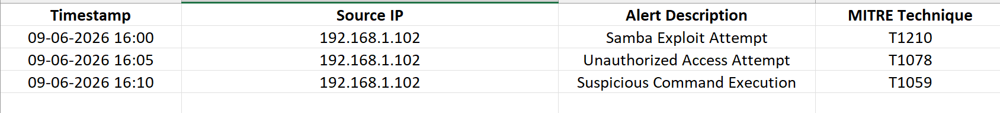 Timestamp Source IP Alert Description MITRE Technique
09-06-2026 16:00 192.168.1.102 Samba Exploit Attempt T1210
09-06-2026 16:05 192.168.1.102 Unauthorized Access Attempt T1078
09-06-2026 16:10 192.168.1.102 Suspicious Command Execution T1059